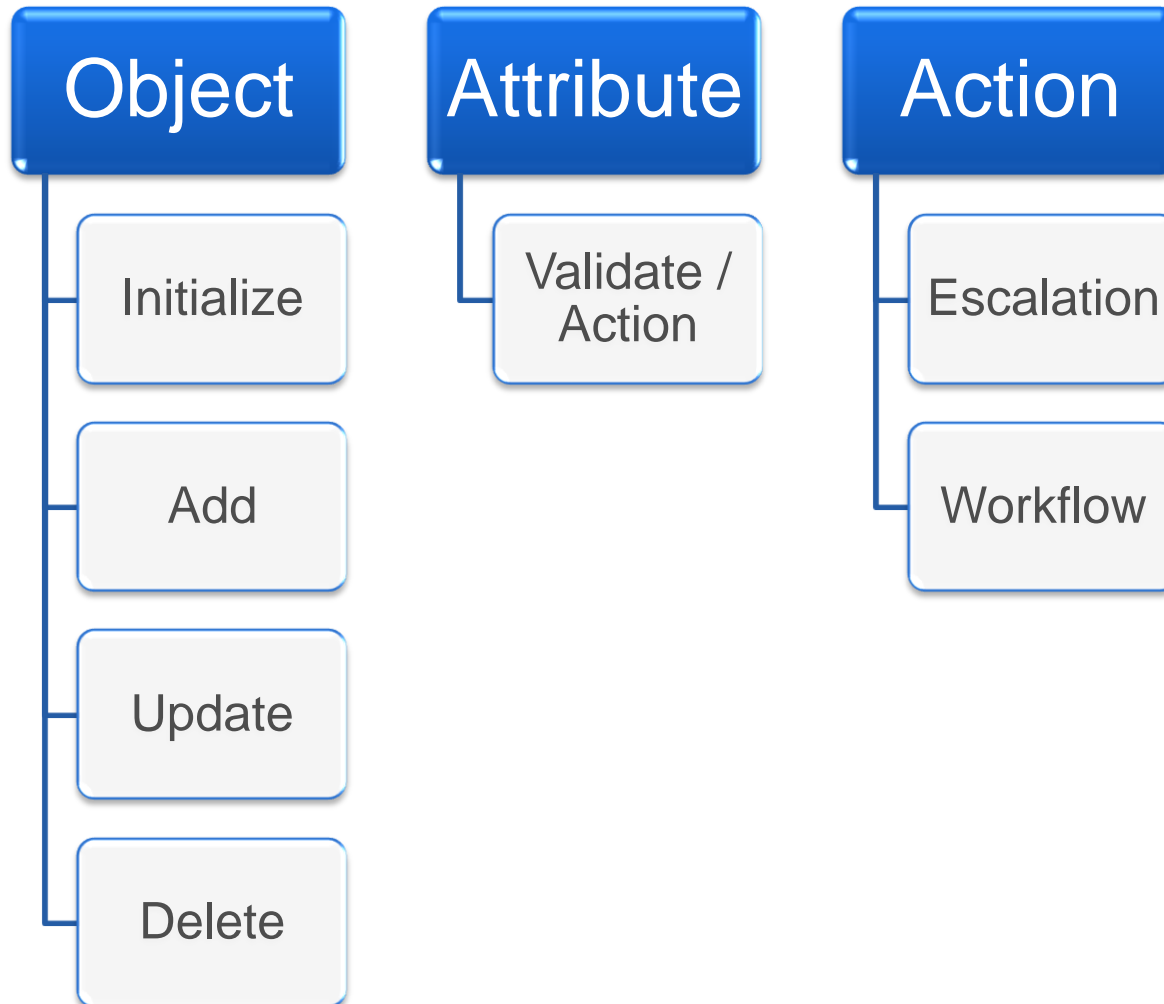 Object
Initialize
Add
Update
Delete
Attribute
Validate /
Action
Action
Escalation
Workflow